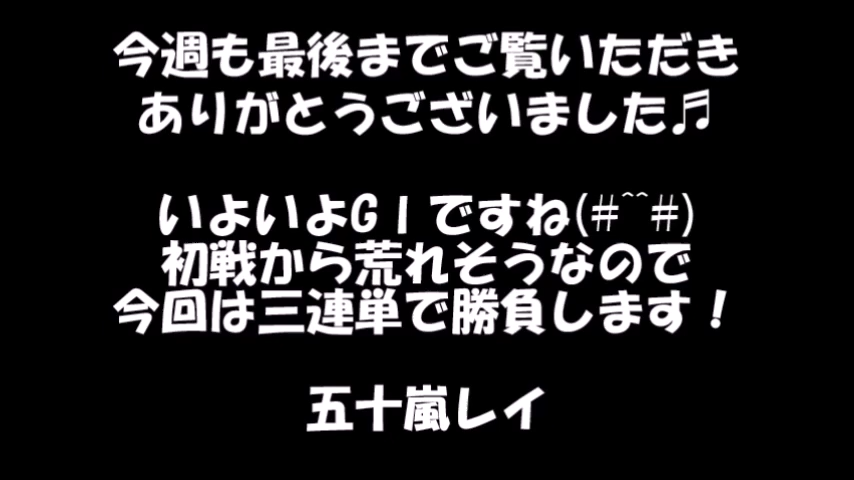 今週も最後までご覧いただき
ありがとうございました♬
いよいよGⅠですね(#^^#)
初戦から荒れそうなので
今回は三連単で勝負します！
五十嵐レイ